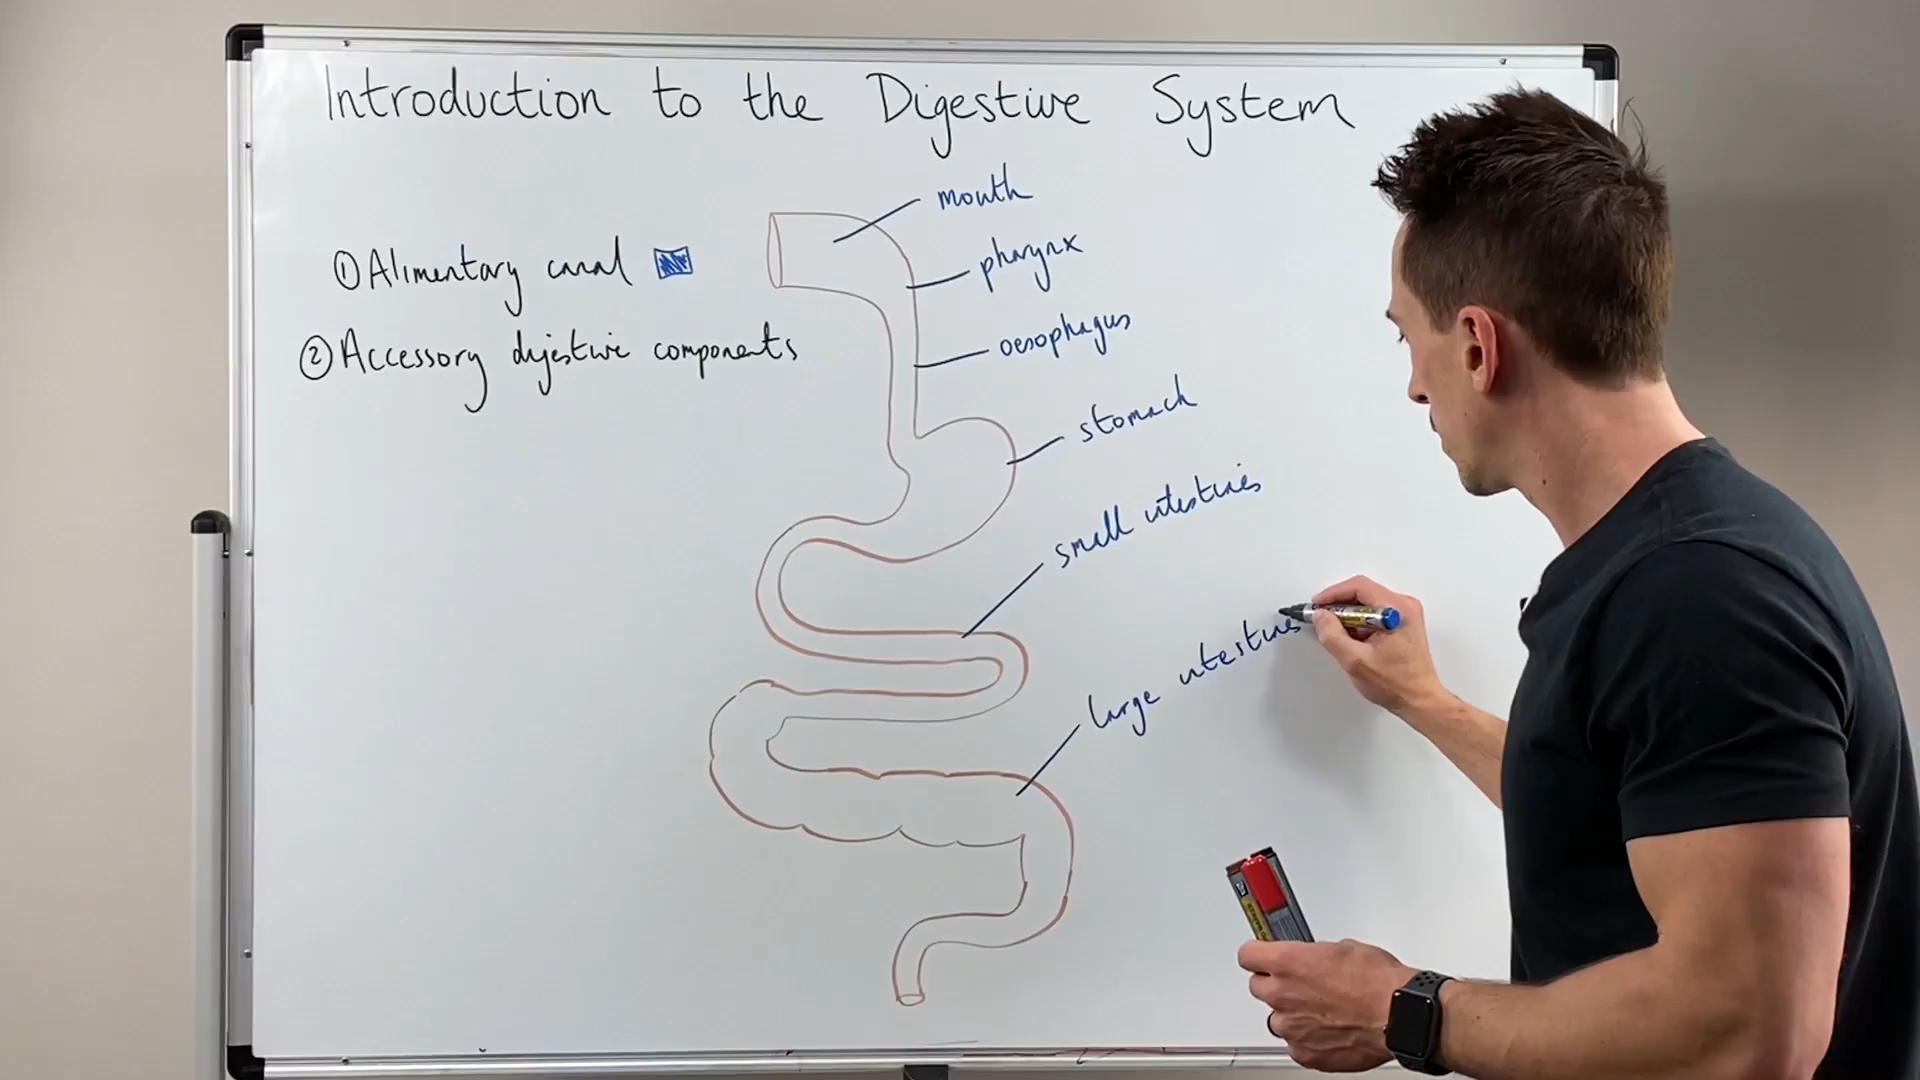 Introduction to the Digestive System
mouth
① Alimentary canal
pharynx
② Accessory digestive components
oesophagus
stomach
small intestines
large intestines